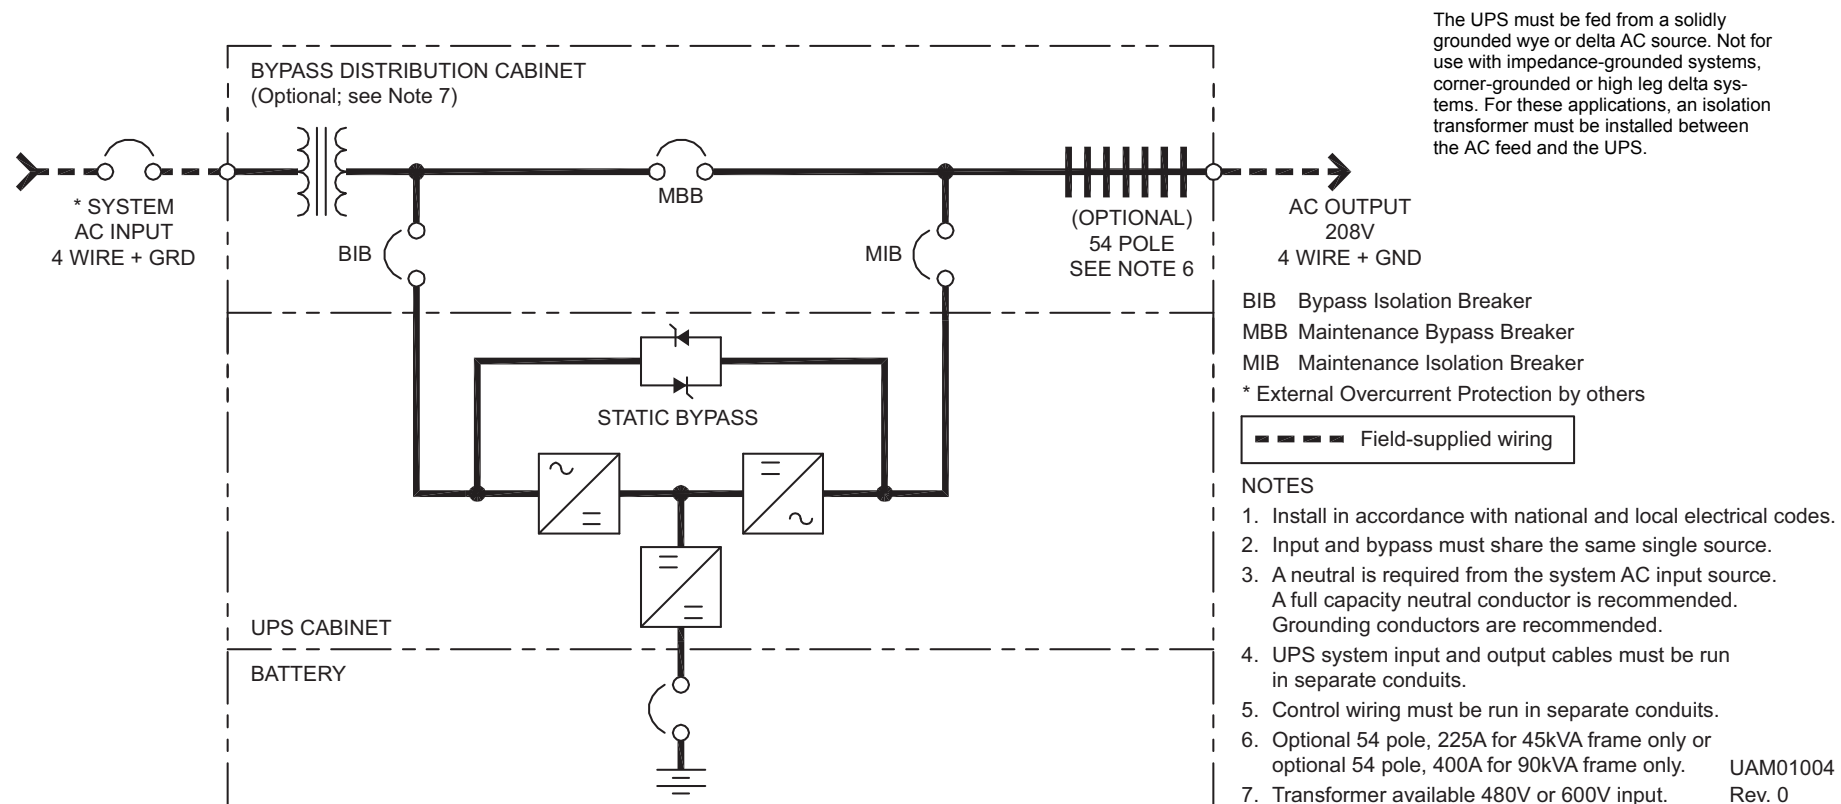 The UPS must be fed from a solidly
grounded wye or delta AC source. Not for
use with impedance-grounded systems,
corner-grounded or high leg delta sys-
tems. For these applications, an isolation
transformer must be installed between
the AC feed and the UPS.
BYPASS DISTRIBUTION CABINET
(Optional; see Note 7)
* SYSTEM
AC INPUT
4 WIRE + GRD
MBB
BIB
MIB
(OPTIONAL)
54 POLE
SEE NOTE 6
AC OUTPUT
208V
4 WIRE + GND
STATIC BYPASS
UPS CABINET
BATTERY
BIB Bypass Isolation Breaker
MBB Maintenance Bypass Breaker
MIB Maintenance Isolation Breaker
* External Overcurrent Protection by others
Field-supplied wiring
NOTES
1. Install in accordance with national and local electrical codes.
2. Input and bypass must share the same single source.
3. A neutral is required from the system AC input source.
A full capacity neutral conductor is recommended.
Grounding conductors are recommended.
4. UPS system input and output cables must be run
in separate conduits.
5. Control wiring must be run in separate conduits.
6. Optional 54 pole, 225A for 45kVA frame only or
optional 54 pole, 400A for 90kVA frame only.
7. Transformer available 480V or 600V input.
UAM01004
Rev. 0